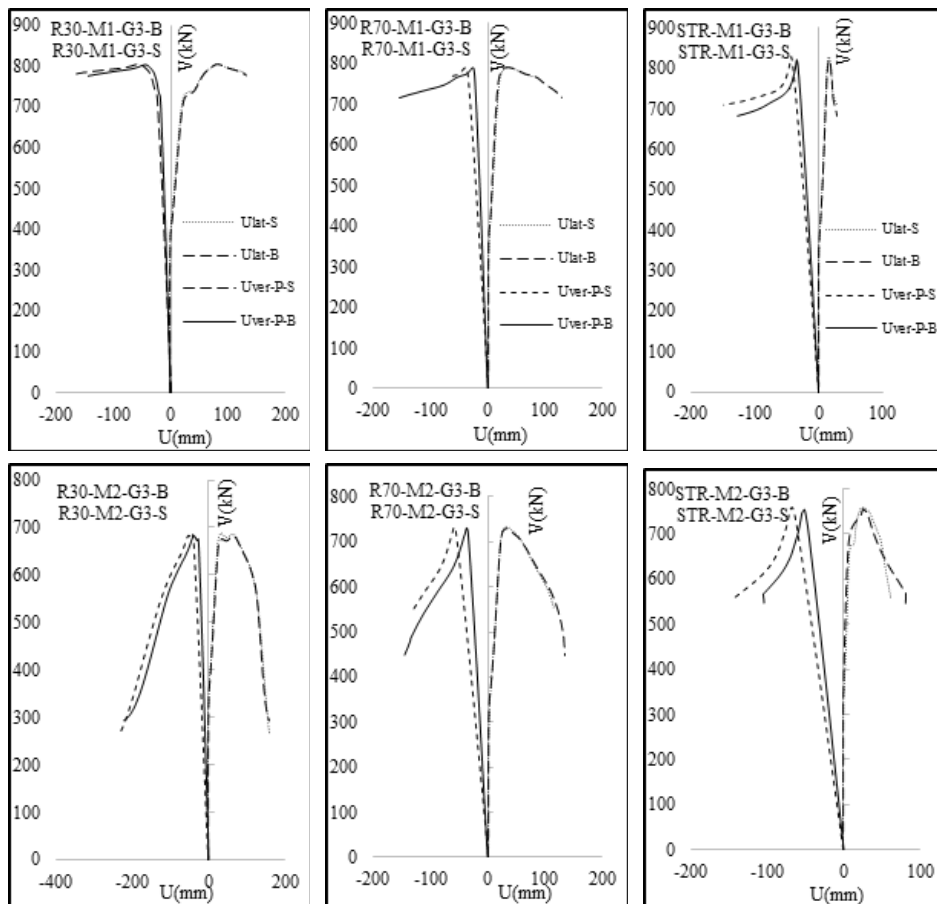 R30-M1-G3-B
R30-M1-G3-S
V(kN)
900
800
700
600
500
400
300
200
100
0
Ulat-S
Ulat-B
Uver-P-S
Uver-P-B
-200 -100 0 100 200
U(mm)
R70-M1-G3-B
R70-M1-G3-S
V(kN)
900
800
700
600
500
400
300
200
100
0
Ulat-S
Ulat-B
Uver-P-S
Uver-P-B
-200 -100 0 100 200
U(mm)
STR-M1-G3-B
STR-M1-G3-S
V(kN)
900
800
700
600
500
400
300
200
100
0
Ulat-S
Ulat-B
Uver-P-S
Uver-P-B
-200 -100 0 100
U(mm)
R30-M2-G3-B
R30-M2-G3-S
V(kN)
800
700
600
500
400
300
200
100
0
-400 -200 0 200
U(mm)
R70-M2-G3-B
R70-M2-G3-S
V(kN)
800
700
600
500
400
300
200
100
0
-200 -100 0 100 200
U(mm)
STR-M2-G3-B
STR-M2-G3-S
V(kN)
800
700
600
500
400
300
200
100
0
-200 -100 0 100
U(mm)